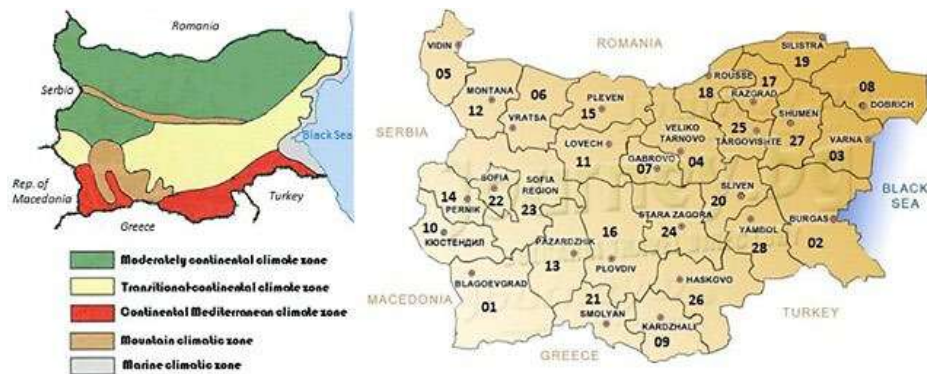 Romania
Serbia
Black Sea
Rep. of
Macedonia
Turkey
Greece
Moderately continental climate zone
Transitional-continental climate zone
Continental Mediterranean climate zone
Mountain climatic zone
Marine climatic zone
ROMANIA
SERBIA
MACEDONIA
GREECE
TURKEY
BLACK
SEA
VIDIN
05
MONTANA
12
06
VRATSA
PLEVEN
15
LOVECH
11
ROUSSE
18
17
RAZGRAD
SILISTRA
19
08
DOBRICH
SHUMEN
27
25
TARGOVISHTE
VARNA
03
VELIKO
TARNOVO
04
GABROVO
07
SOFIA
22
SOFIA
REGION
23
14
PERNIK
10
КЮСТЕНДИЛ
BLAGOEVGRAD
01
PAZARDZHIK
13
16
PLOVDIV
STARA ZAGORA
24
SLIVEN
20
YAMBOL
28
BURGAS
02
HASKOVO
26
21
SMOLYAN
KARDZHALI
09